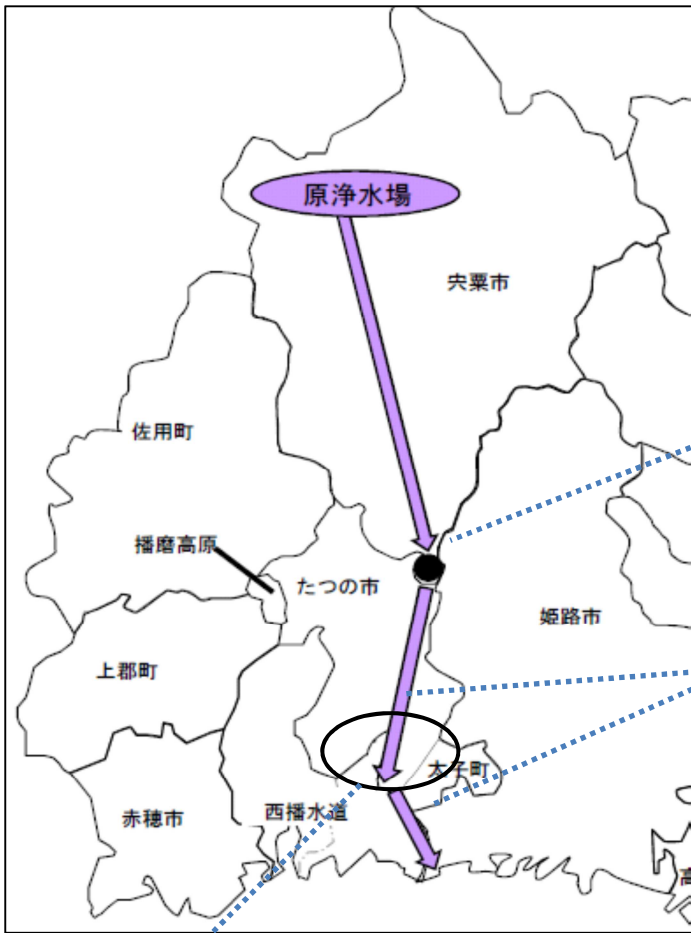 原浄水場
宍粟市
佐用町
播磨高原
たつの市
姫路市
上郡町
太子町
西播水道
赤穂市
高